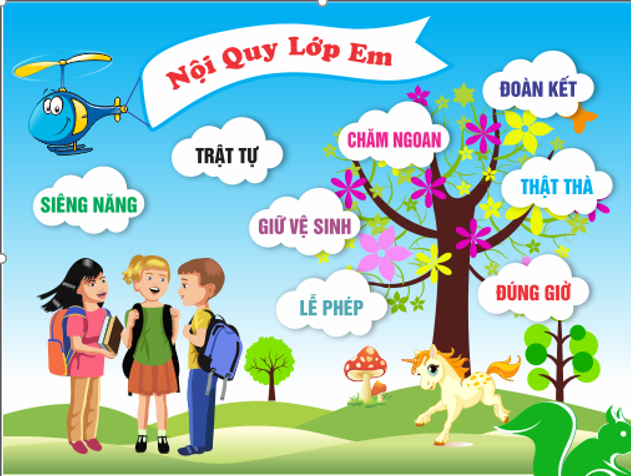 Nội Quy Lớp Em
ĐOÀN KẾT
CHĂM NGOAN
TRẬT TỰ
THẬT THÀ
SIÊNG NĂNG
GIỮ VỆ SINH
ĐÚNG GIỜ
LỄ PHÉP